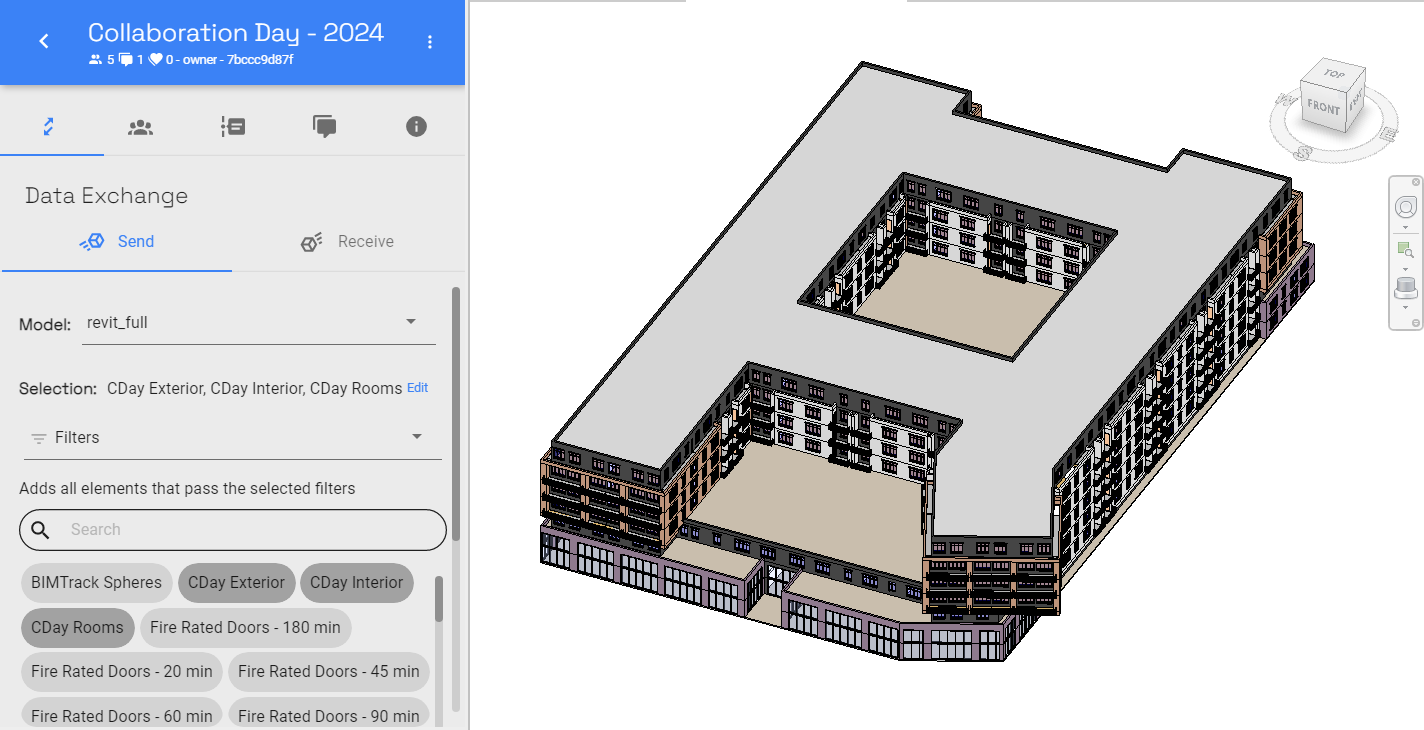 Collaboration Day - 2024
5 1 0 - owner - 7bccc9d87f
Data Exchange
Send Receive
Model: revit_full
Selection: CDay Exterior, CDay Interior, CDay Rooms Edit
Filters
Adds all elements that pass the selected filters
Search
BIMTrack Spheres CDay Exterior CDay Interior
CDay Rooms Fire Rated Doors - 180 min
Fire Rated Doors - 20 min Fire Rated Doors - 45 min
Fire Rated Doors - 60 min Fire Rated Doors - 90 min
TOP
FRONT
W
E
S